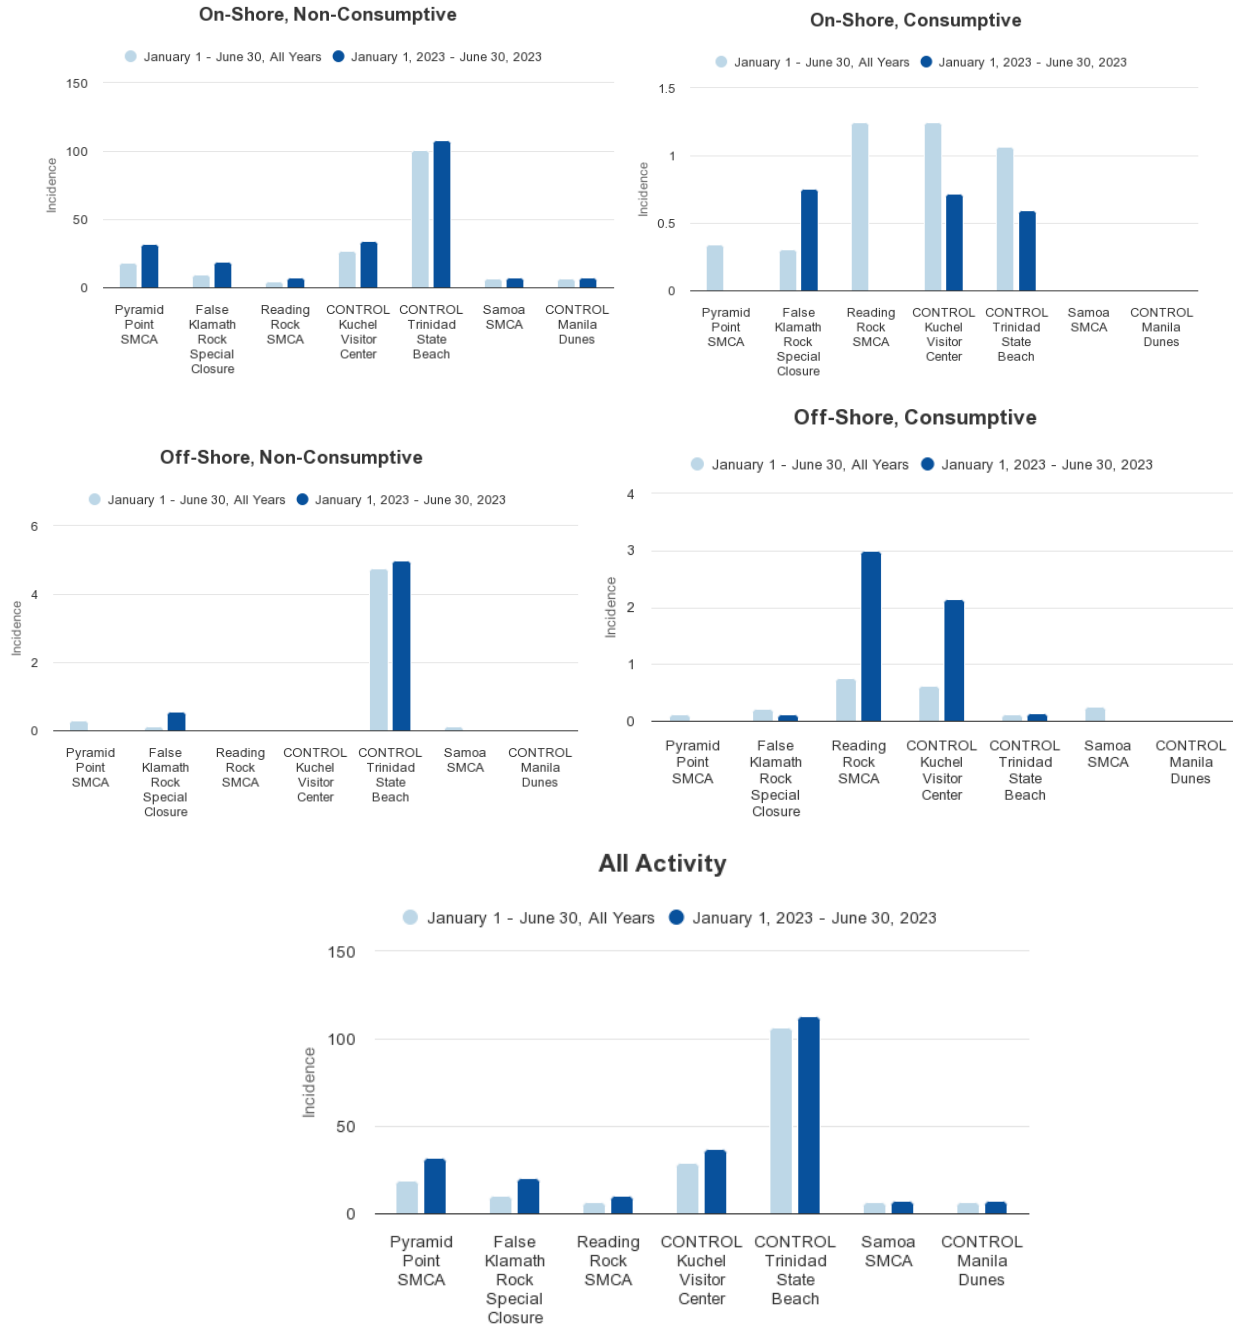 On-Shore, Non-Consumptive
January 1 - June 30, All Years January 1, 2023 - June 30, 2023
150
100
50
0
Incidence
Pyramid Point SMCA
False Klamath Rock Special Closure
Reading Rock SMCA
CONTROL Kuchel Visitor Center
CONTROL Trinidad State Beach
Samoa SMCA
CONTROL Manila Dunes
On-Shore, Consumptive
January 1 - June 30, All Years January 1, 2023 - June 30, 2023
1.5
1
0.5
0
Incidence
Pyramid Point SMCA
False Klamath Rock Special Closure
Reading Rock SMCA
CONTROL Kuchel Visitor Center
CONTROL Trinidad State Beach
Samoa SMCA
CONTROL Manila Dunes
Off-Shore, Non-Consumptive
January 1 - June 30, All Years January 1, 2023 - June 30, 2023
6
4
2
0
Incidence
Pyramid Point SMCA
False Klamath Rock Special Closure
Reading Rock SMCA
CONTROL Kuchel Visitor Center
CONTROL Trinidad State Beach
Samoa SMCA
CONTROL Manila Dunes
Off-Shore, Consumptive
January 1 - June 30, All Years January 1, 2023 - June 30, 2023
4
3
2
1
0
Incidence
Pyramid Point SMCA
False Klamath Rock Special Closure
Reading Rock SMCA
CONTROL Kuchel Visitor Center
CONTROL Trinidad State Beach
Samoa SMCA
CONTROL Manila Dunes
All Activity
January 1 - June 30, All Years January 1, 2023 - June 30, 2023
150
100
50
0
Incidence
Pyramid Point SMCA
False Klamath Rock Special Closure
Reading Rock SMCA
CONTROL Kuchel Visitor Center
CONTROL Trinidad State Beach
Samoa SMCA
CONTROL Manila Dunes